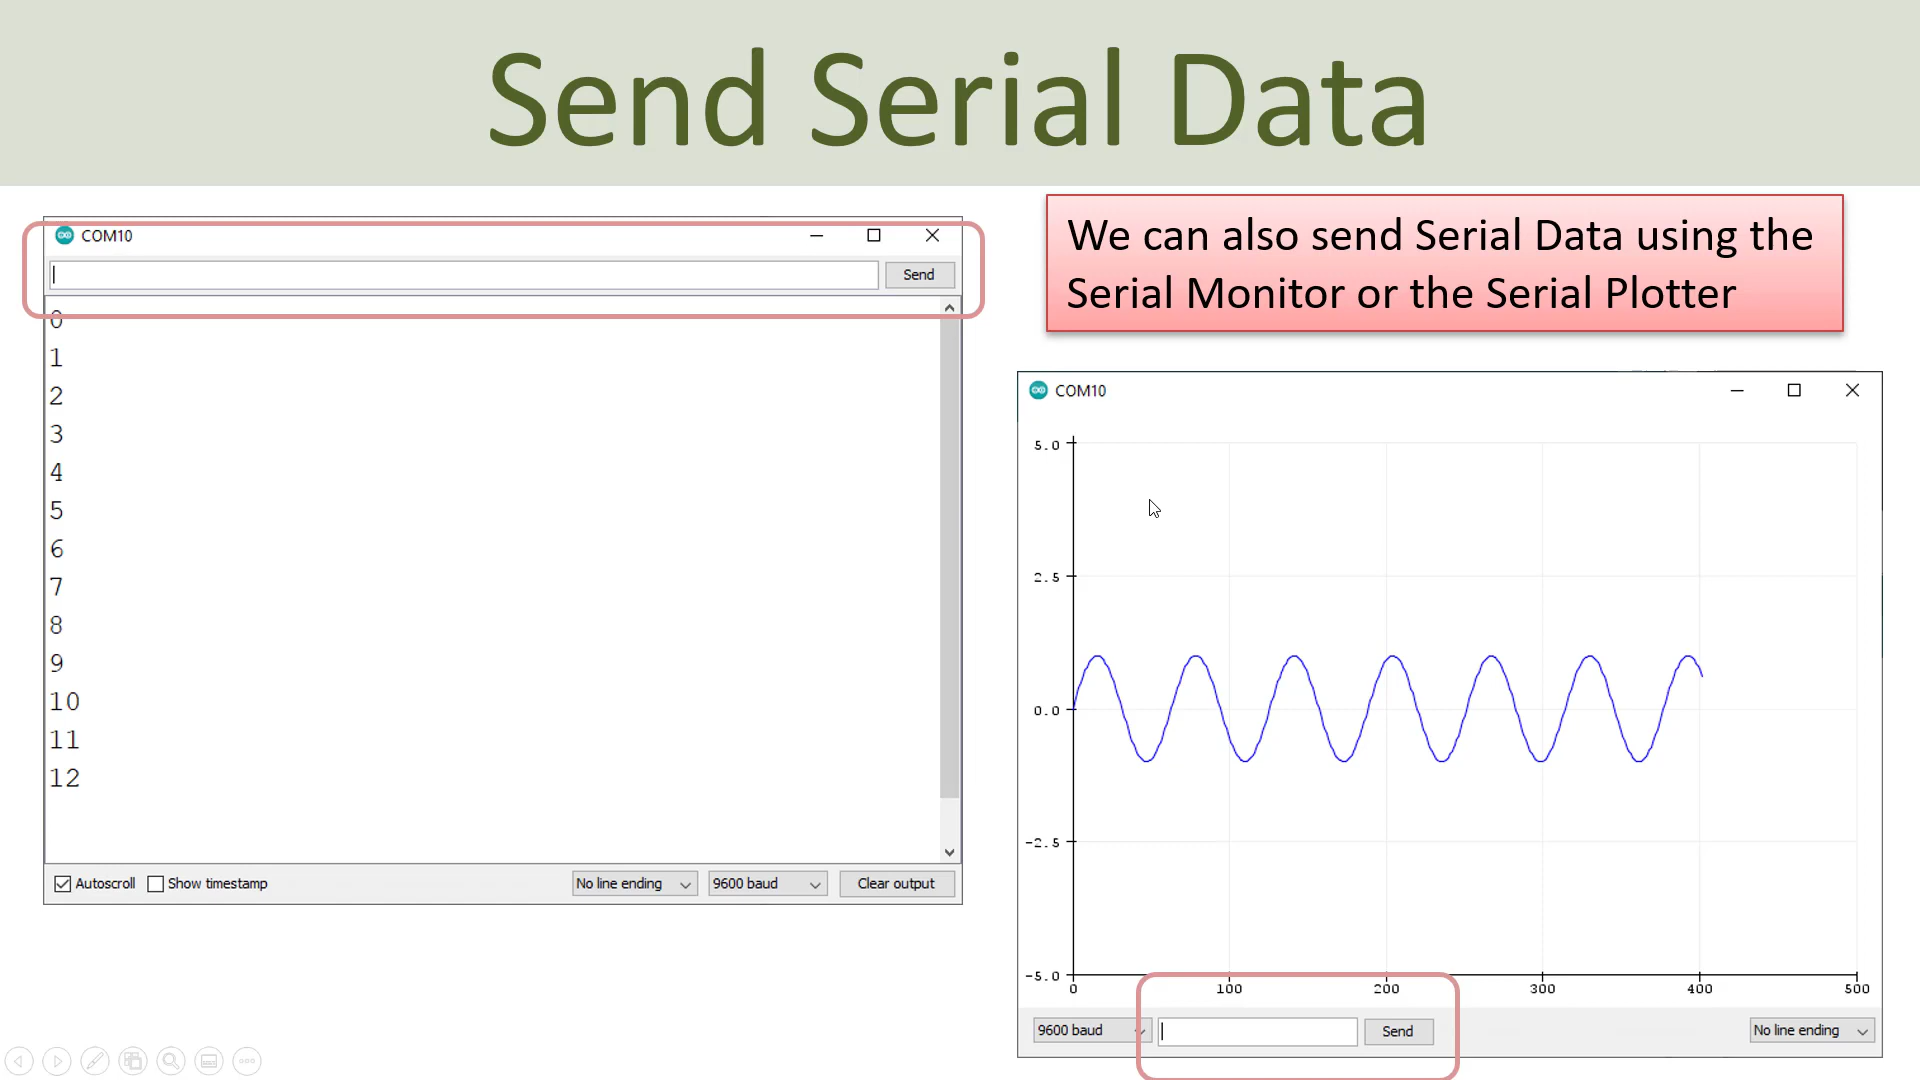 Send Serial Data
COM10
Send
0
1
2
3
4
5
6
7
8
9
10
11
12
Autoscroll
Show timestamp
No line ending
9600 baud
Clear output
We can also send Serial Data using the
Serial Monitor or the Serial Plotter
COM10
5.0
2.5
0.0
-2.5
-5.0
0 100 200 300 400 500
9600 baud
Send
No line ending